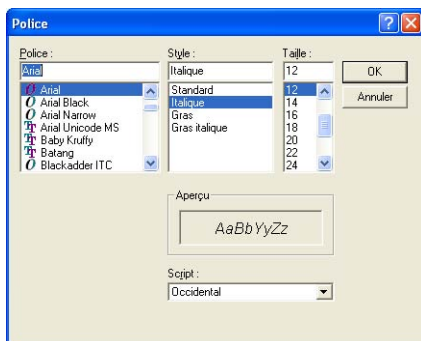 Police
Police :
Style :
Taille :
Arial
Italique
12
OK
Annuler
Arial
Arial Black
Arial Narrow
Arial Unicode MS
Baby Kruffy
Batang
Blackadder ITC
Standard
Italique
Gras
Gras italique
12
14
16
18
20
22
24
Aperçu
AaBbYyZz
Script :
Occidental